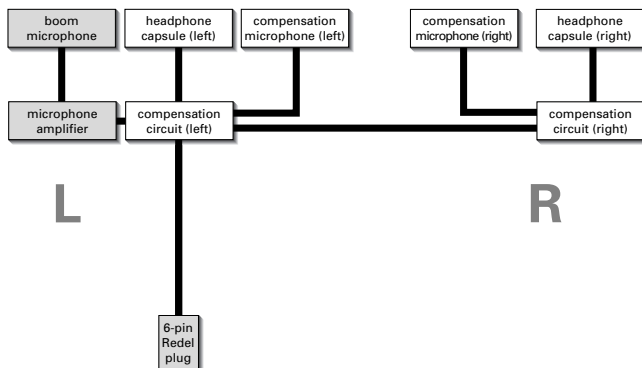 boom
microphone
headphone
capsule (left)
compensation
microphone (left)
compensation
microphone (right)
headphone
capsule (right)
microphone
amplifier
compensation
circuit (left)
compensation
circuit (right)
L
R
6-pin
Redel
plug